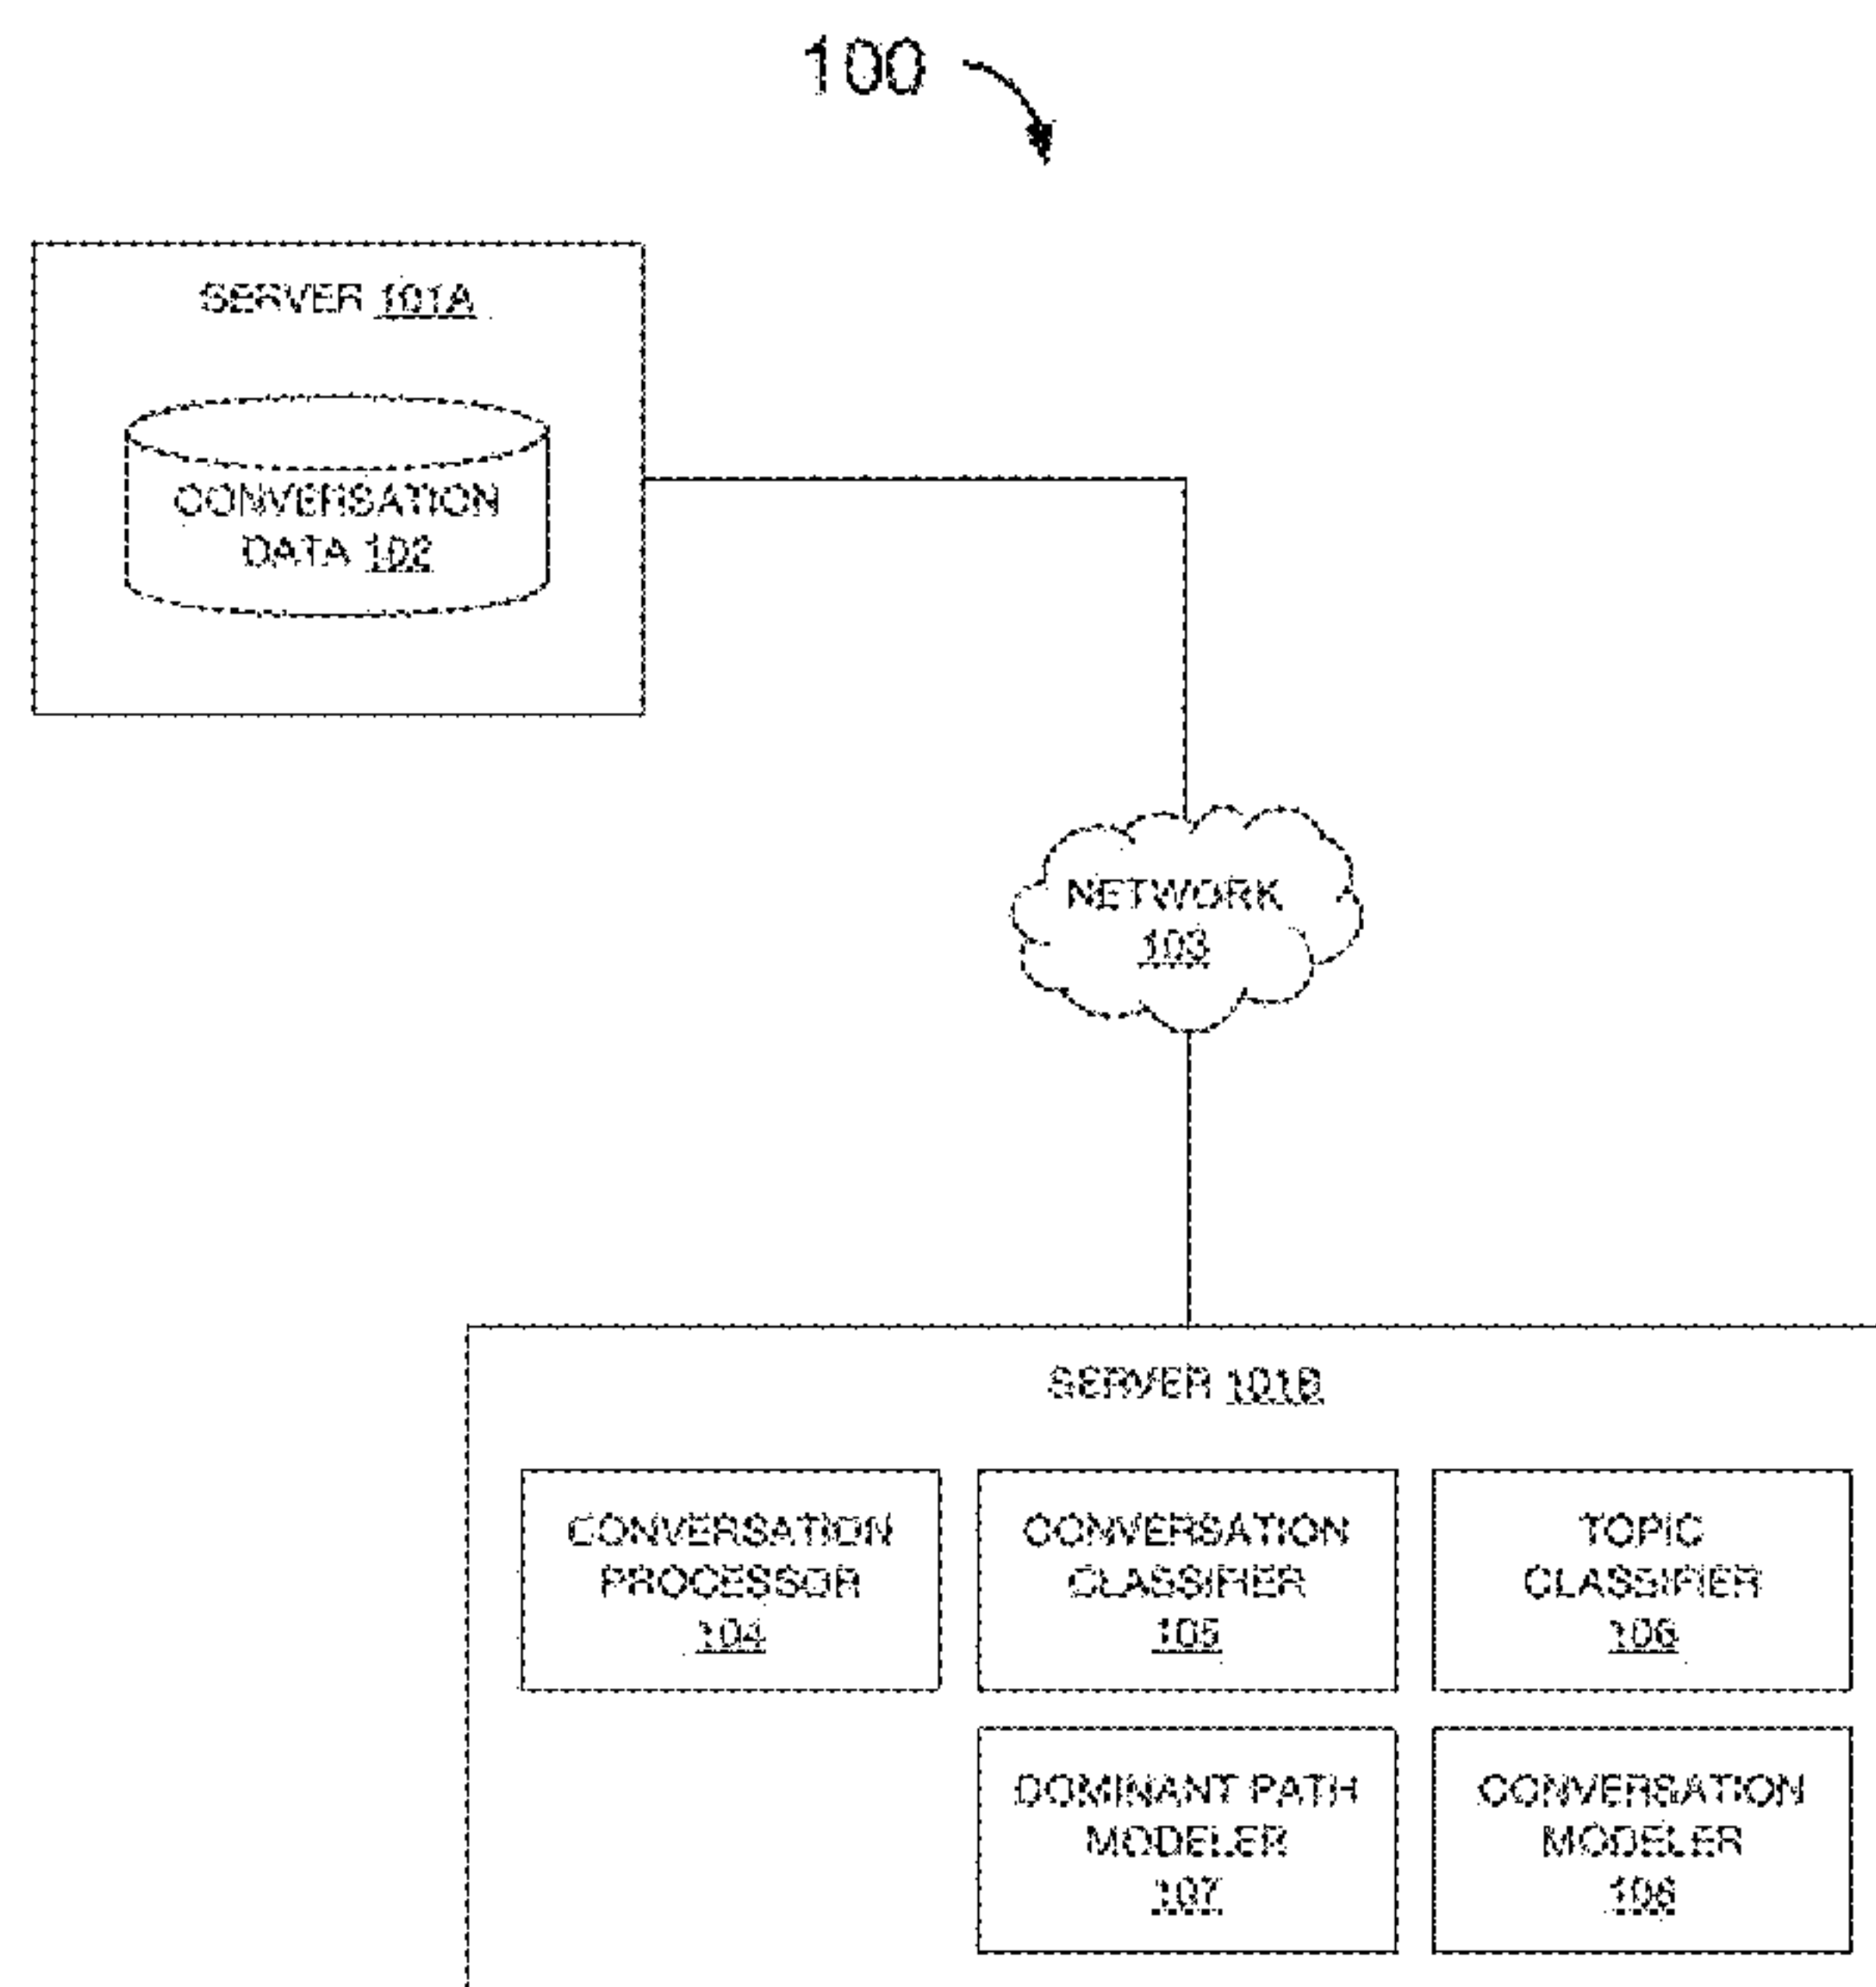 100
SERVER 101A
CONVERSATION
DATA 102
NETWORK
103
SERVER 101B
CONVERSATION
PROCESSOR
104
CONVERSATION
CLASSIFIER
105
TOPIC
CLASSIFIER
106
DOMINANT PATH
MODELER
107
CONVERSATION
MODELER